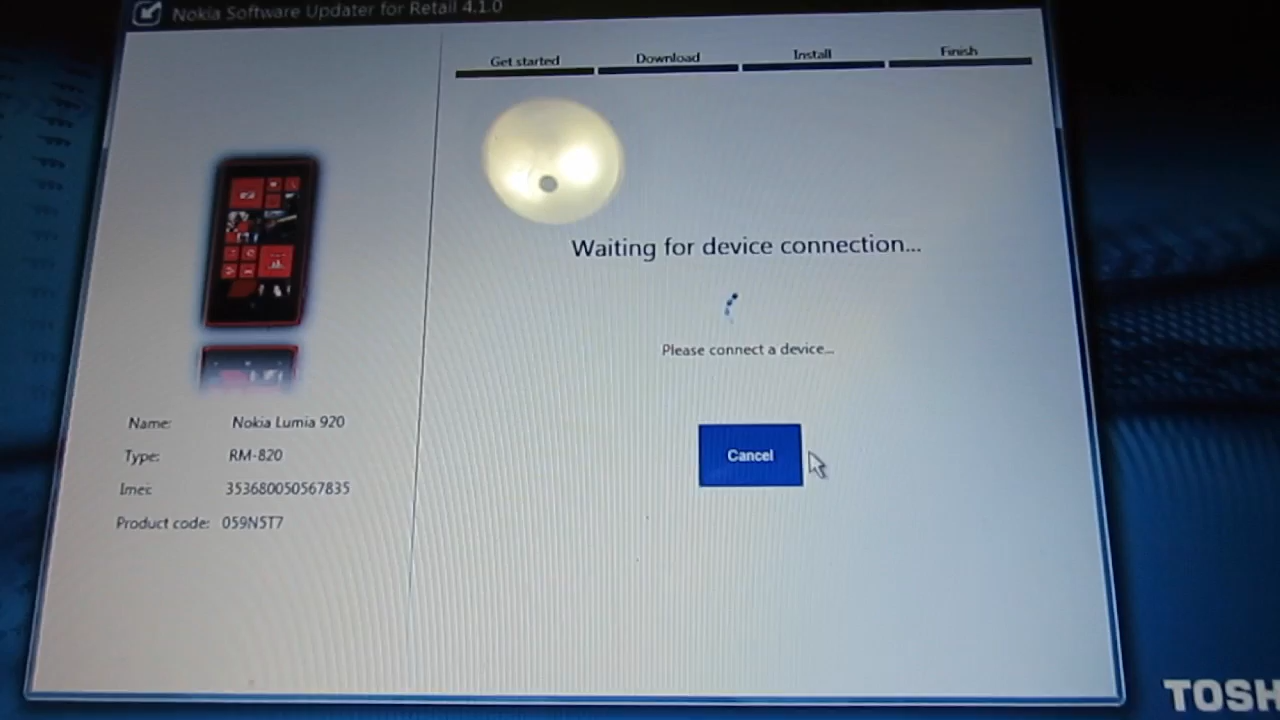 Nokia Software Updater for Retail 4.1.0
Get started
Download
Install
Finish
Waiting for device connection...
Please connect a device...
Cancel
Name: Nokia Lumia 920
Type: RM-820
Imei: 353680050567835
Product code: 059N5T7
TOSH